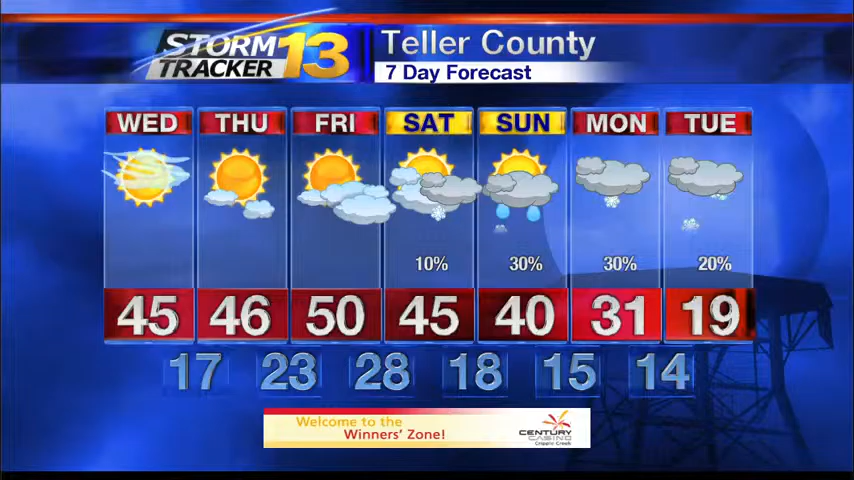 STORM
TRACKER
13
Teller County
7 Day Forecast
WED THU FRI SAT SUN MON TUE
10% 30% 30% 20%
45 46 50 45 40 31 19
17 23 28 18 15 14
Welcome to the
Winners' Zone!
CENTURY
CASINO
Cripple Creek